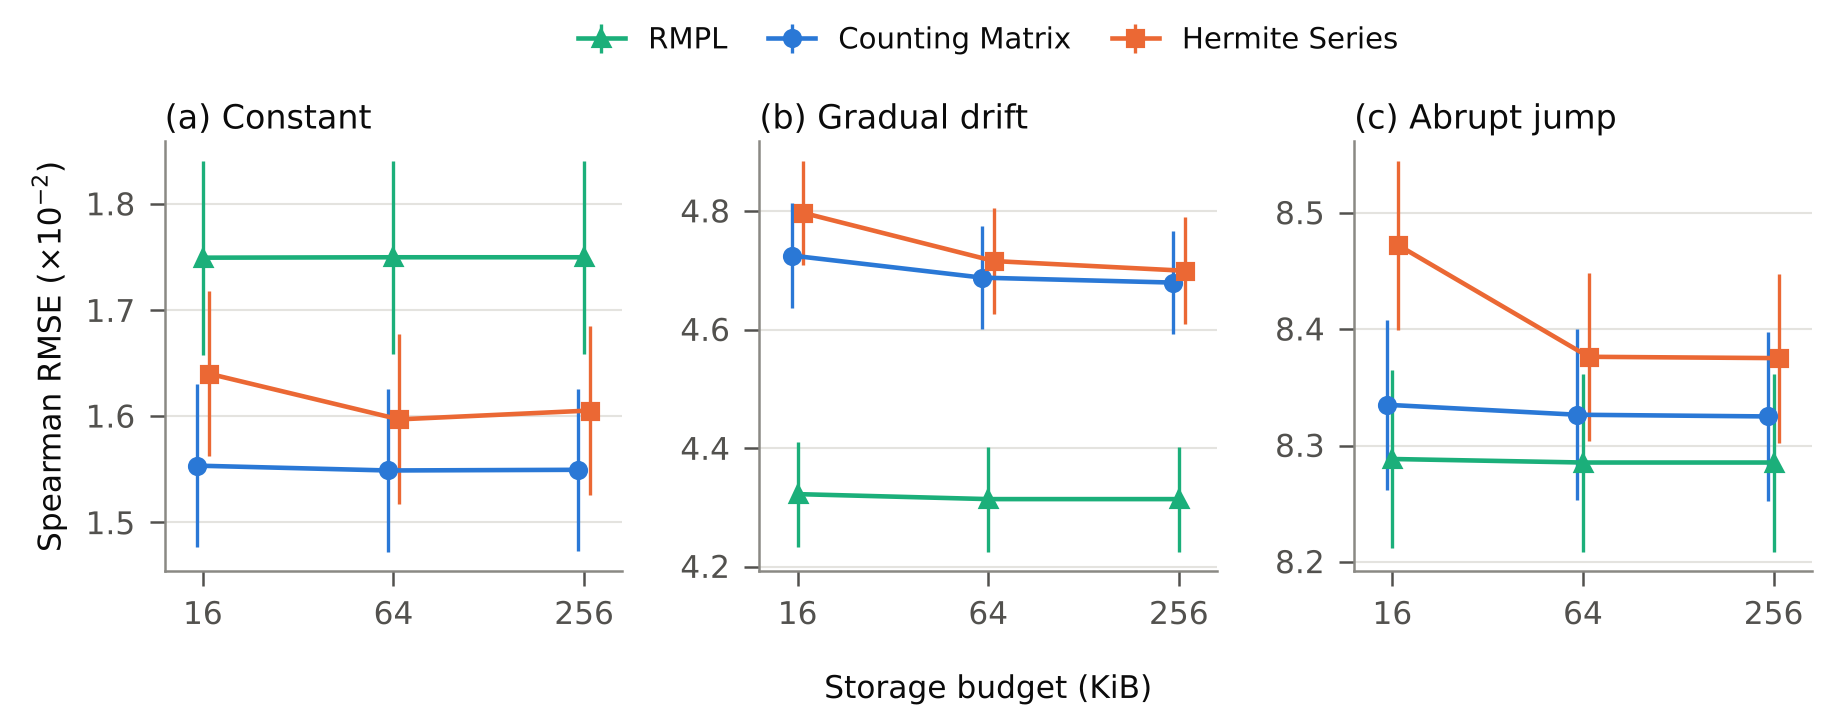 RMPL Counting Matrix Hermite Series
(a) Constant (b) Gradual drift (c) Abrupt jump
Spearman RMSE (×10⁻²)
1.8
1.7
1.6
1.5
16 64 256
4.8
4.6
4.4
4.2
16 64 256
8.5
8.4
8.3
8.2
16 64 256
Storage budget (KiB)